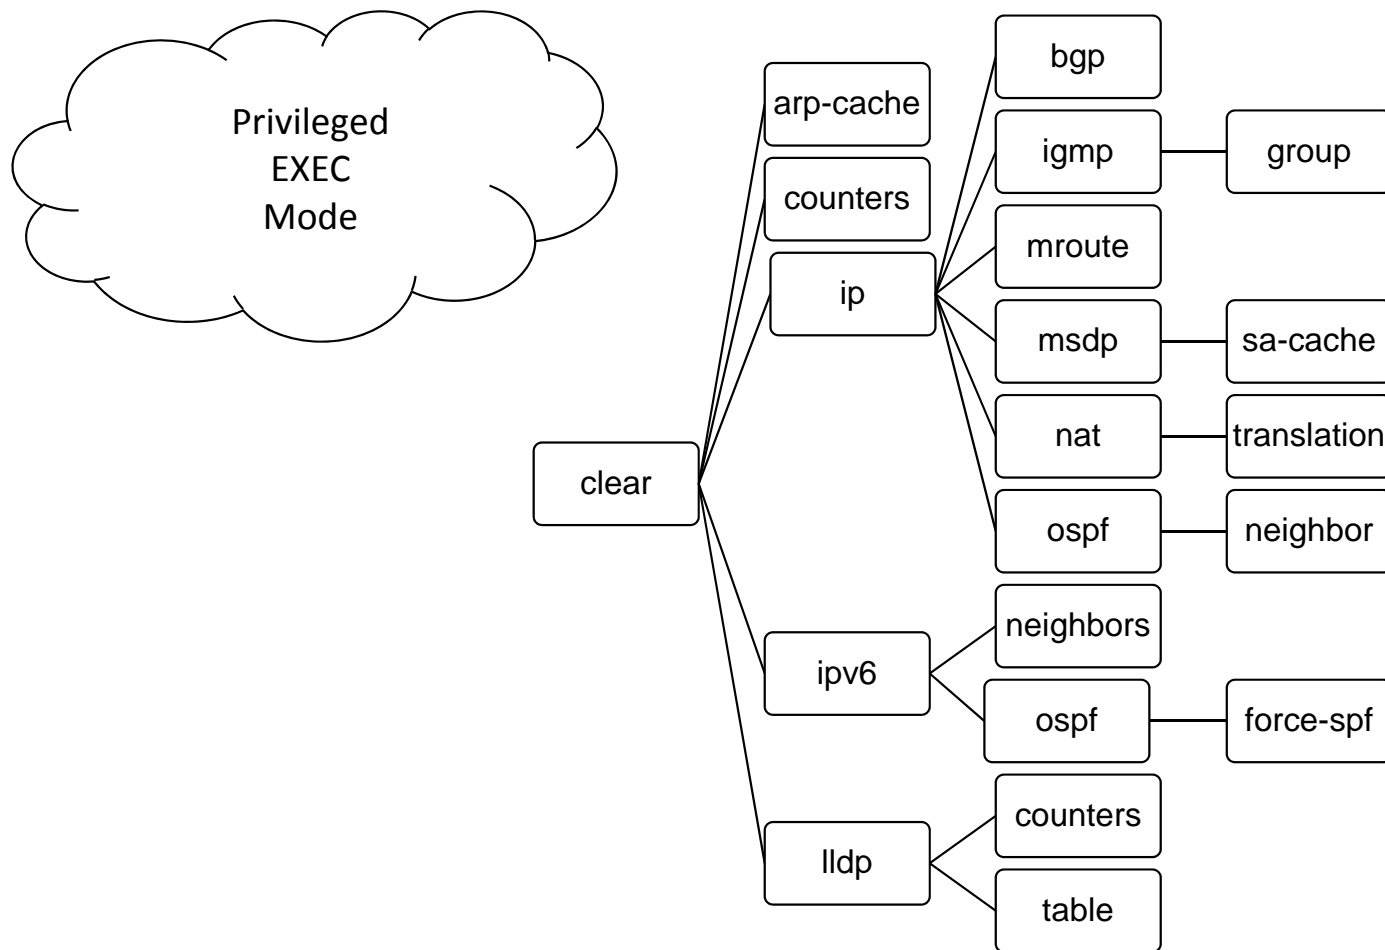 Privileged
EXEC
Mode
clear
arp-cache
counters
ip
bgp
igmp
group
mroute
msdp
sa-cache
nat
translation
ospf
neighbor
ipv6
neighbors
ospf
force-spf
lldp
counters
table